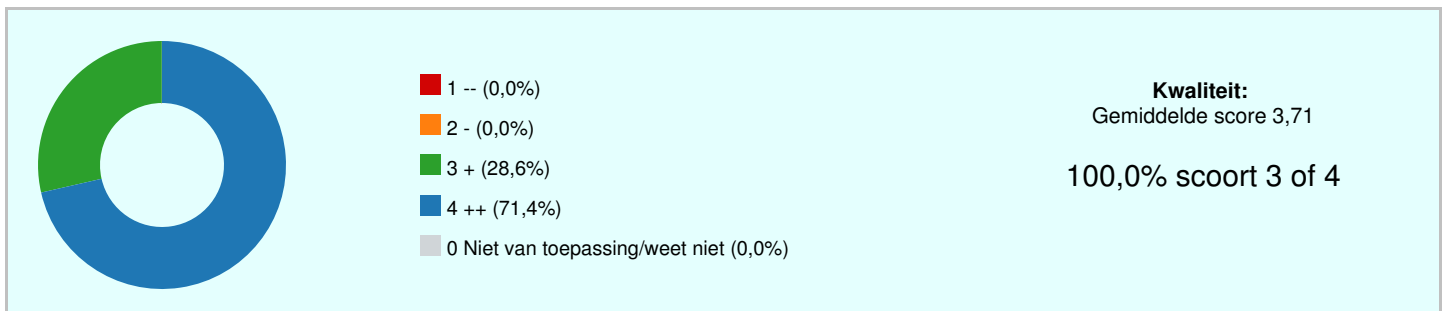 1 -- (0,0%)
2 - (0,0%)
3 + (28,6%)
4 ++ (71,4%)
0 Niet van toepassing/weet niet (0,0%)
Kwaliteit:
Gemiddelde score 3,71
100,0% scoort 3 of 4